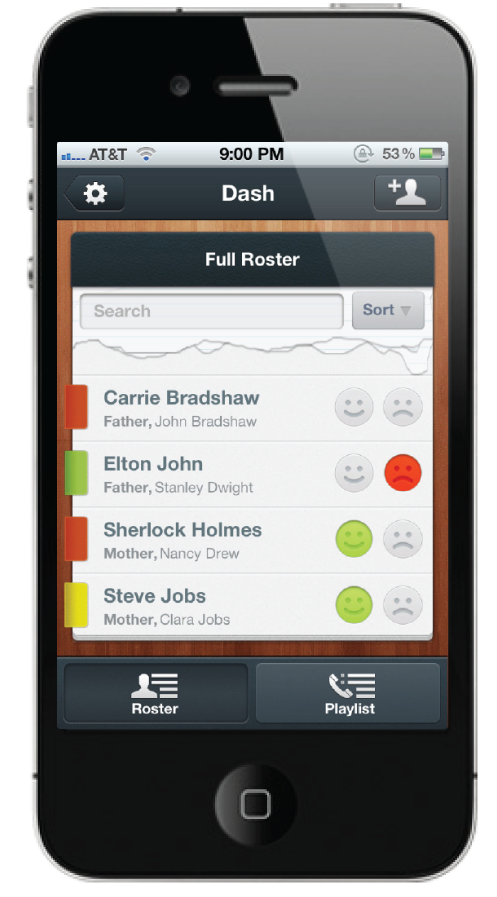 AT&T 9:00 PM 53%
Dash
Full Roster
Search Sort
Carrie Bradshaw
Father, John Bradshaw
Elton John
Father, Stanley Dwight
Sherlock Holmes
Mother, Nancy Drew
Steve Jobs
Mother, Clara Jobs
Roster Playlist